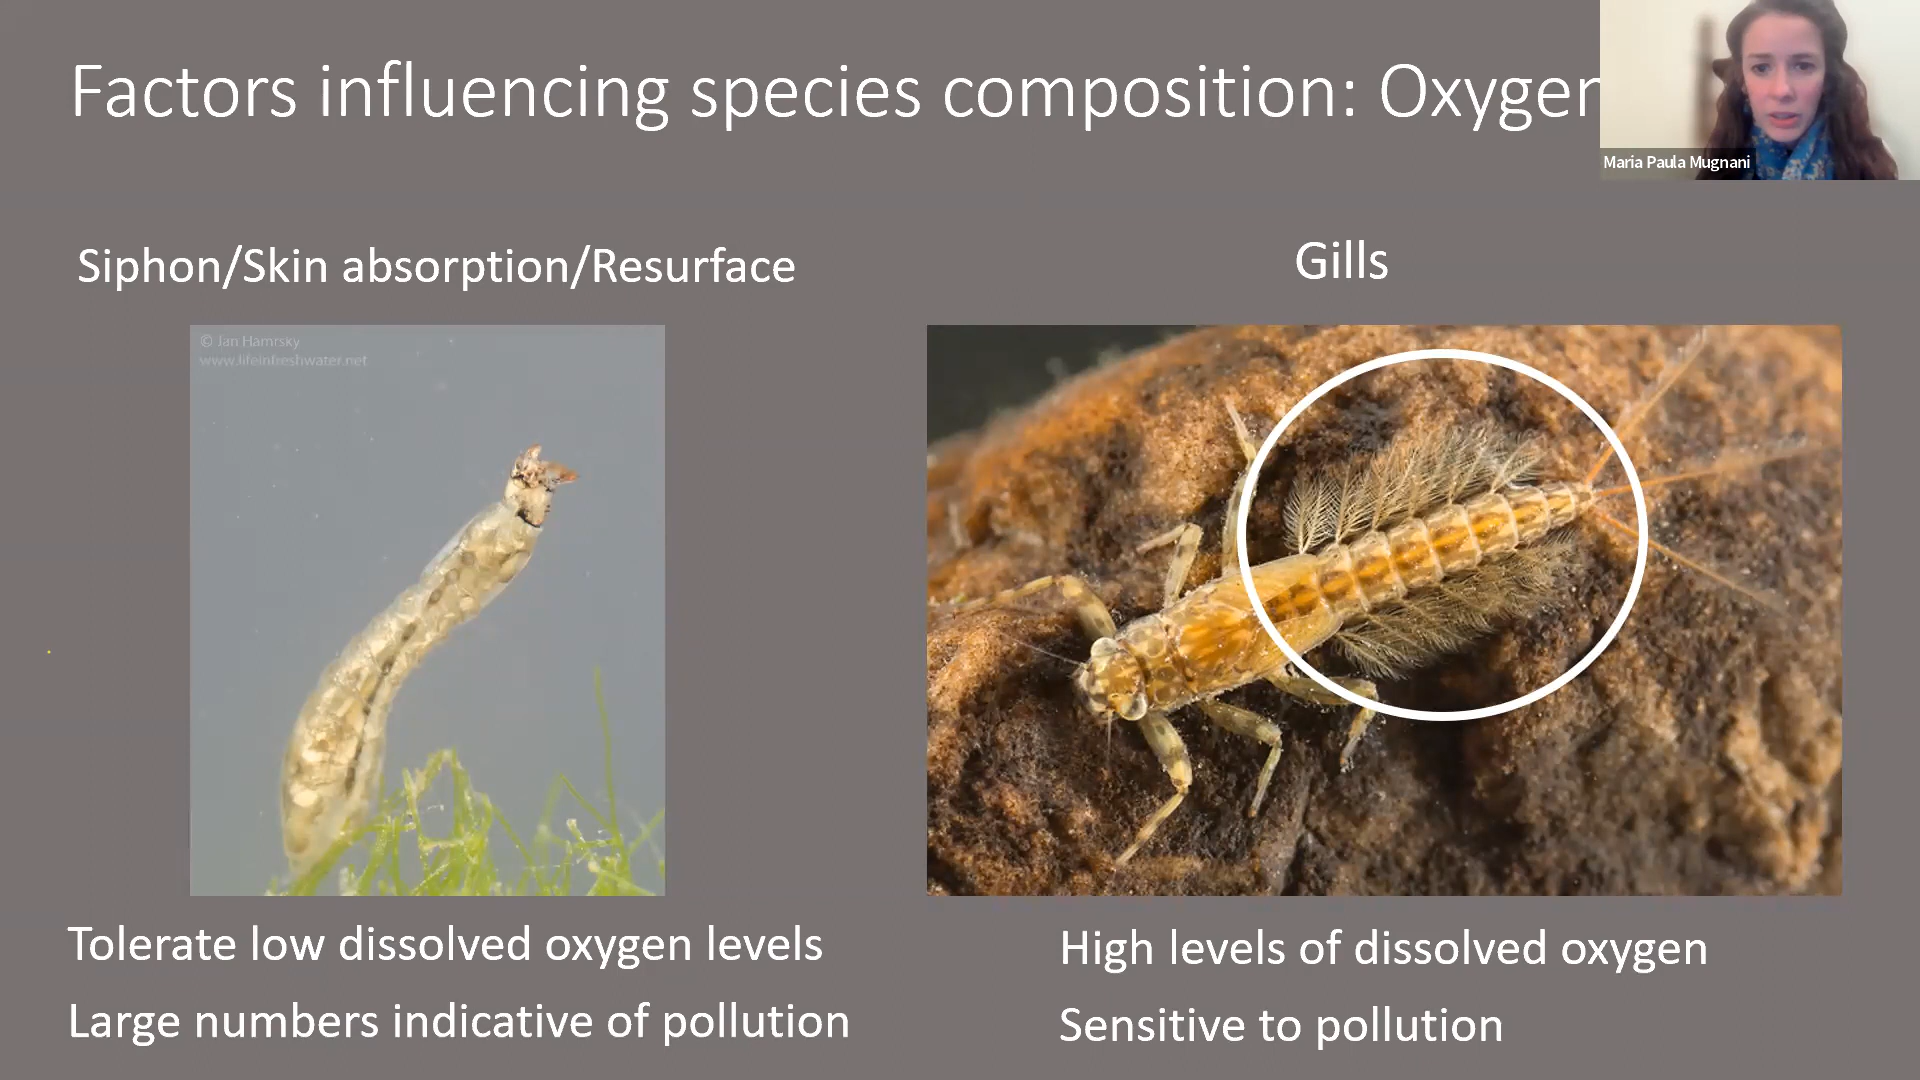 Factors influencing species composition: Oxygen
Maria Paula Mugnani
Siphon/Skin absorption/Resurface
Gills
© Jan Hamrsky
www.lifeinfreshwater.net
Tolerate low dissolved oxygen levels
Large numbers indicative of pollution
High levels of dissolved oxygen
Sensitive to pollution